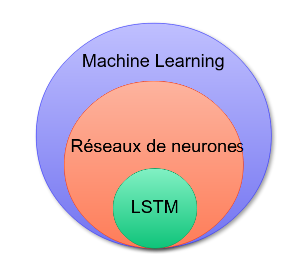 Machine Learning
Réseaux de neurones
LSTM